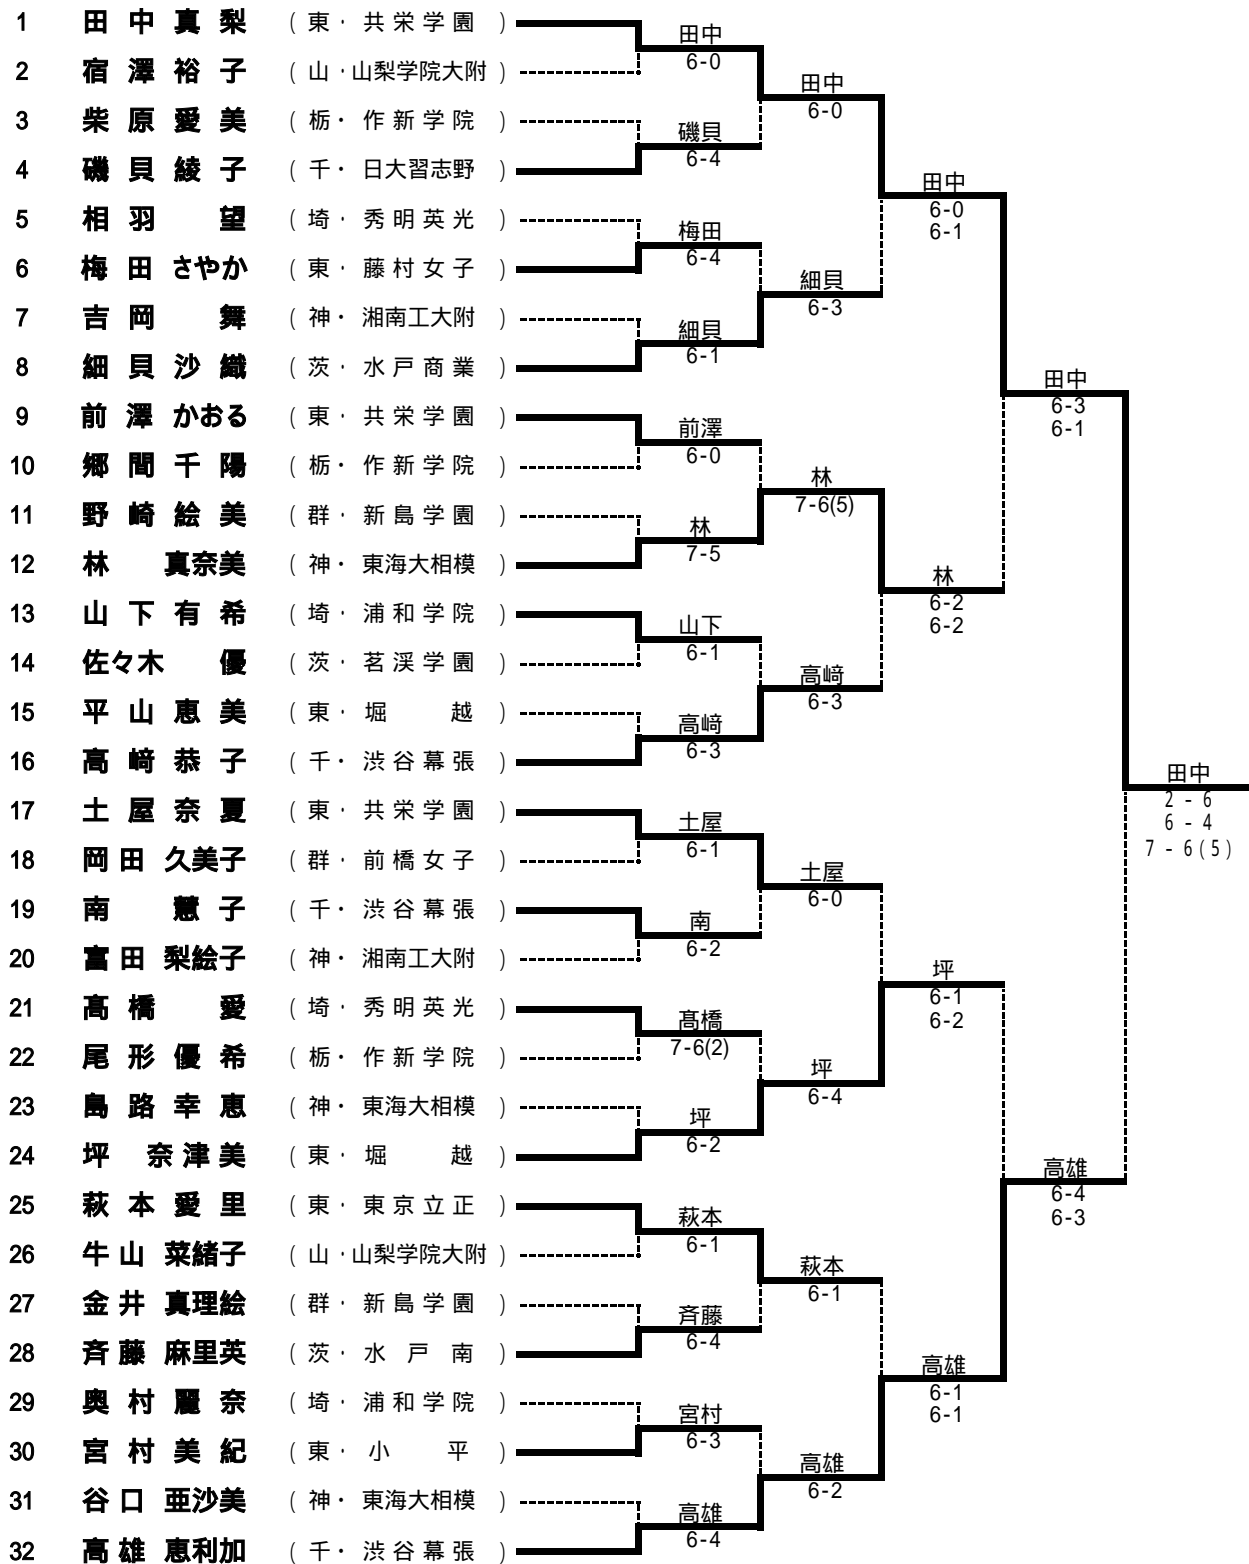 1 田中真梨 (東・共栄学園)
2 宿澤裕子 (山・山梨学院大附)
3 柴原愛美 (栃・作新学院)
4 磯貝綾子 (千・日大習志野)
5 相羽 望 (埼・秀明英光)
6 梅田さやか (東・藤村女子)
7 吉岡 舞 (神・湘南工大附)
8 細貝沙織 (茨・水戸商業)
9 前澤かおる (東・共栄学園)
10 郷間千陽 (栃・作新学院)
11 野崎絵美 (群・新島学園)
12 林 真奈美 (神・東海大相模)
13 山下有希 (埼・浦和学院)
14 佐々木 優 (茨・茗渓学園)
15 平山恵美 (東・堀越)
16 高﨑恭子 (千・渋谷幕張)
17 土屋奈夏 (東・共栄学園)
18 岡田久美子 (群・前橋女子)
19 南 慧子 (千・渋谷幕張)
20 富田梨絵子 (神・湘南工大附)
21 髙橋 愛 (埼・秀明英光)
22 尾形優希 (栃・作新学院)
23 島路幸恵 (神・東海大相模)
24 坪 奈津美 (東・堀越)
25 萩本愛里 (東・東京立正)
26 牛山菜緒子 (山・山梨学院大附)
27 金井真理絵 (群・新島学園)
28 斉藤麻里英 (茨・水戸南)
29 奥村麗奈 (埼・浦和学院)
30 宮村美紀 (東・小平)
31 谷口亜沙美 (神・東海大相模)
32 高雄恵利加 (千・渋谷幕張)
田中
6-0
磯貝
6-4
梅田
6-4
細貝
6-1
前澤
6-0
林
7-5
山下
6-1
高﨑
6-3
土屋
6-1
南
6-2
髙橋
7-6(2)
坪
6-2
萩本
6-1
斉藤
6-4
宮村
6-3
高雄
6-4
田中
6-0
細貝
6-3
林
7-6(5)
高﨑
6-3
土屋
6-0
坪
6-4
萩本
6-1
高雄
6-2
田中
6-0
6-1
林
6-2
6-2
坪
6-1
6-2
高雄
6-1
6-1
田中
6-3
6-1
高雄
6-4
6-3
田中
2-6
6-4
7-6(5)